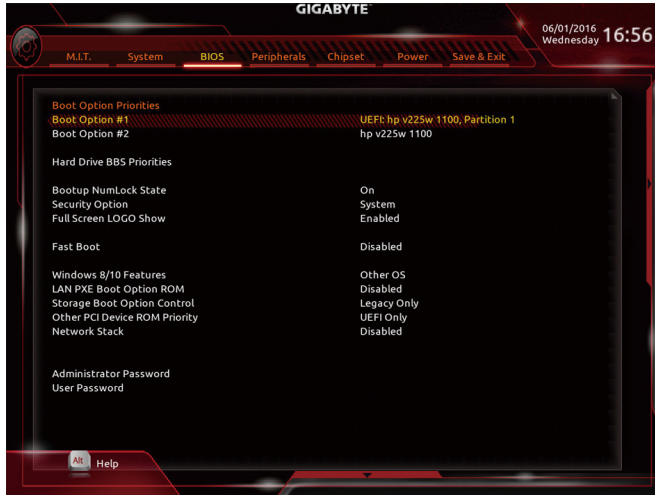 GIGABYTE™
06/01/2016
Wednesday 16:56
M.I.T. System BIOS Peripherals Chipset Power Save & Exit
Boot Option Priorities
Boot Option #1 UEFI: hp v225w 1100, Partition 1
Boot Option #2 hp v225w 1100
Hard Drive BBS Priorities
Bootup NumLock State On
Security Option System
Full Screen LOGO Show Enabled
Fast Boot Disabled
Windows 8/10 Features Other OS
LAN PXE Boot Option ROM Disabled
Storage Boot Option Control Legacy Only
Other PCI Device ROM Priority UEFI Only
Network Stack Disabled
Administrator Password
User Password
Alt Help